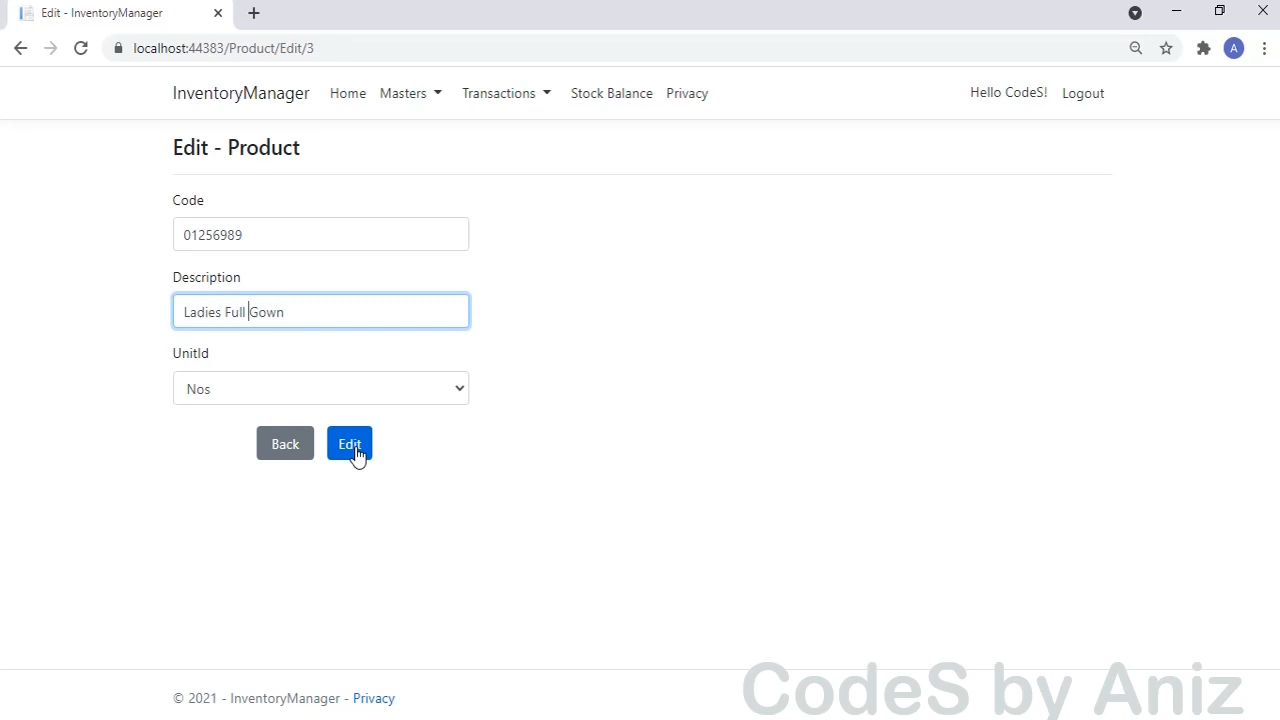 Edit - InventoryManager
localhost:44383/Product/Edit/3
A
InventoryManager Home Masters Transactions Stock Balance Privacy Hello CodeS! Logout
Edit - Product
Code
01256989
Description
Ladies Full Gown
UnitId
Nos
Back Edit
© 2021 - InventoryManager - Privacy
CodeS by Aniz